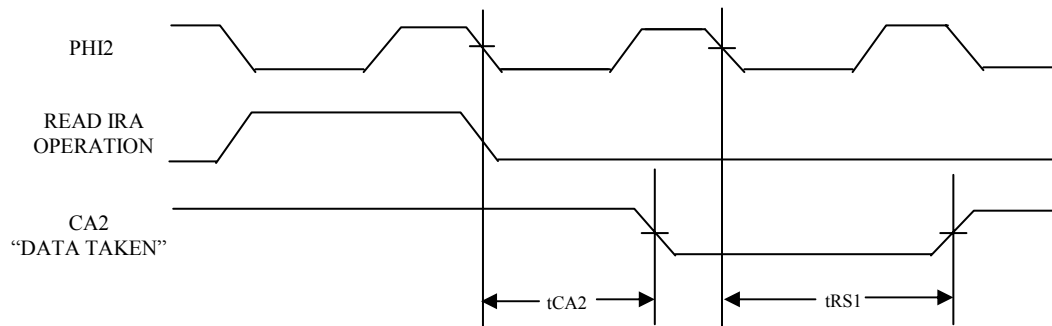 PHI2
READ IRA
OPERATION
CA2
“DATA TAKEN”
tCA2
tRS1